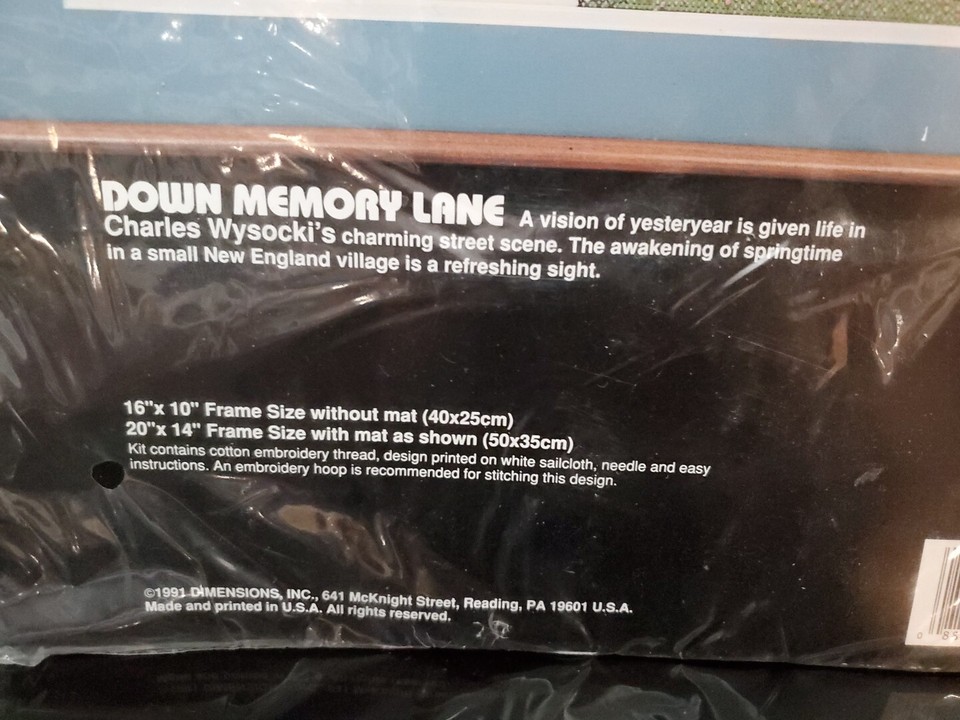 DOWN MEMORY LANE A vision of yesteryear is given life in
Charles Wysocki's charming street scene. The awakening of springtime
in a small New England village is a refreshing sight.
16"x 10" Frame Size without mat (40x25cm)
20"x 14" Frame Size with mat as shown (50x35cm)
Kit contains cotton embroidery thread, design printed on white sailcloth, needle and easy
instructions. An embroidery hoop is recommended for stitching this design.
©1991 DIMENSIONS, INC., 641 McKnight Street, Reading, PA 19601 U.S.A.
Made and printed in U.S.A. All rights reserved.
0 85